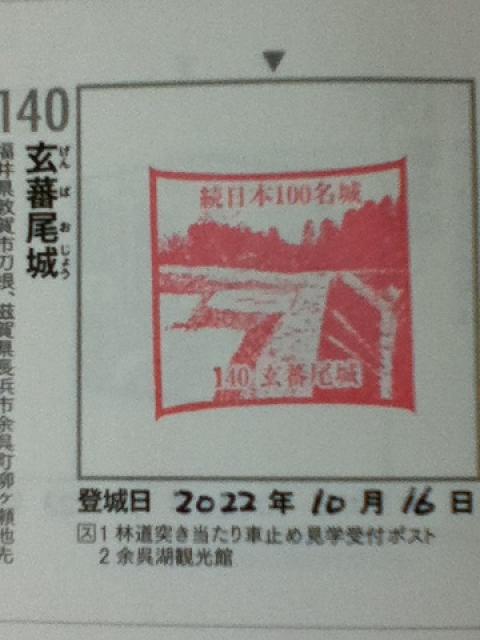 140
玄蕃尾城
げんばおじょう
福井県敦賀市刀根、滋賀県長浜市余呉町柳ヶ瀬地先
続日本100名城
140 玄蕃尾城
登城日 2022年10月16日
ス 1 林道突き当たり車止め見学受付ポスト
2 余呉湖観光館